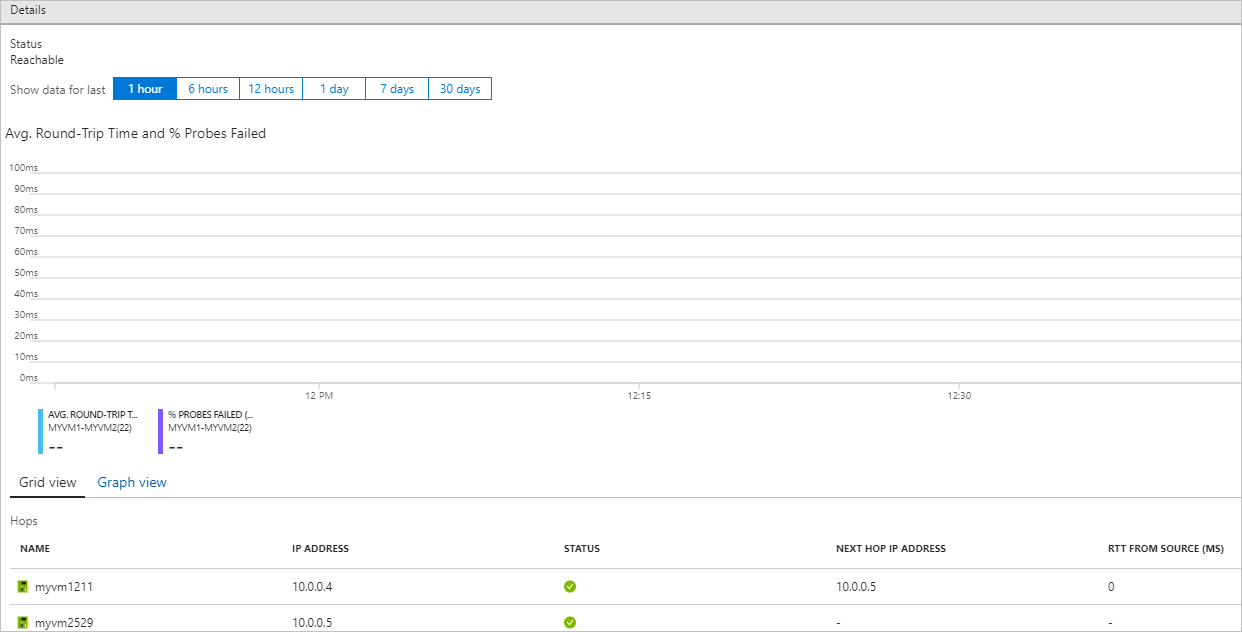 Details
Status
Reachable
Show data for last 1 hour 6 hours 12 hours 1 day 7 days 30 days
Avg. Round-Trip Time and % Probes Failed
100ms
90ms
80ms
70ms
60ms
50ms
40ms
30ms
20ms
10ms
0ms
12 PM 12:15 12:30
AVG. ROUND-TRIP T... % PROBES FAILED (...
MYVM1-MYVM2(22) MYVM1-MYVM2(22)
-- --
Grid view Graph view
Hops
NAME IP ADDRESS STATUS NEXT HOP IP ADDRESS RTT FROM SOURCE (MS)
myvm1211 10.0.0.4 10.0.0.5 0
myvm2529 10.0.0.5 - -